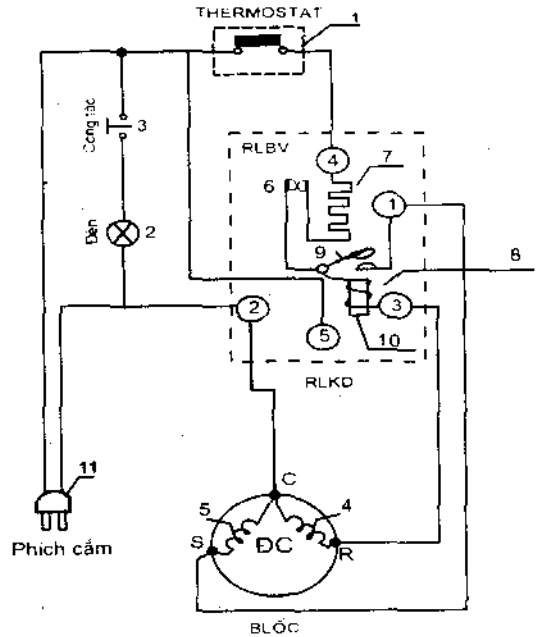 THERMOSTAT
1
Công tắc
3
RLBV
4
7
6
1
Đèn
2
9
8
2
3
5
10
RLKD
11
C
5
4
S
ĐC
R
Phích cắm
BLỐC